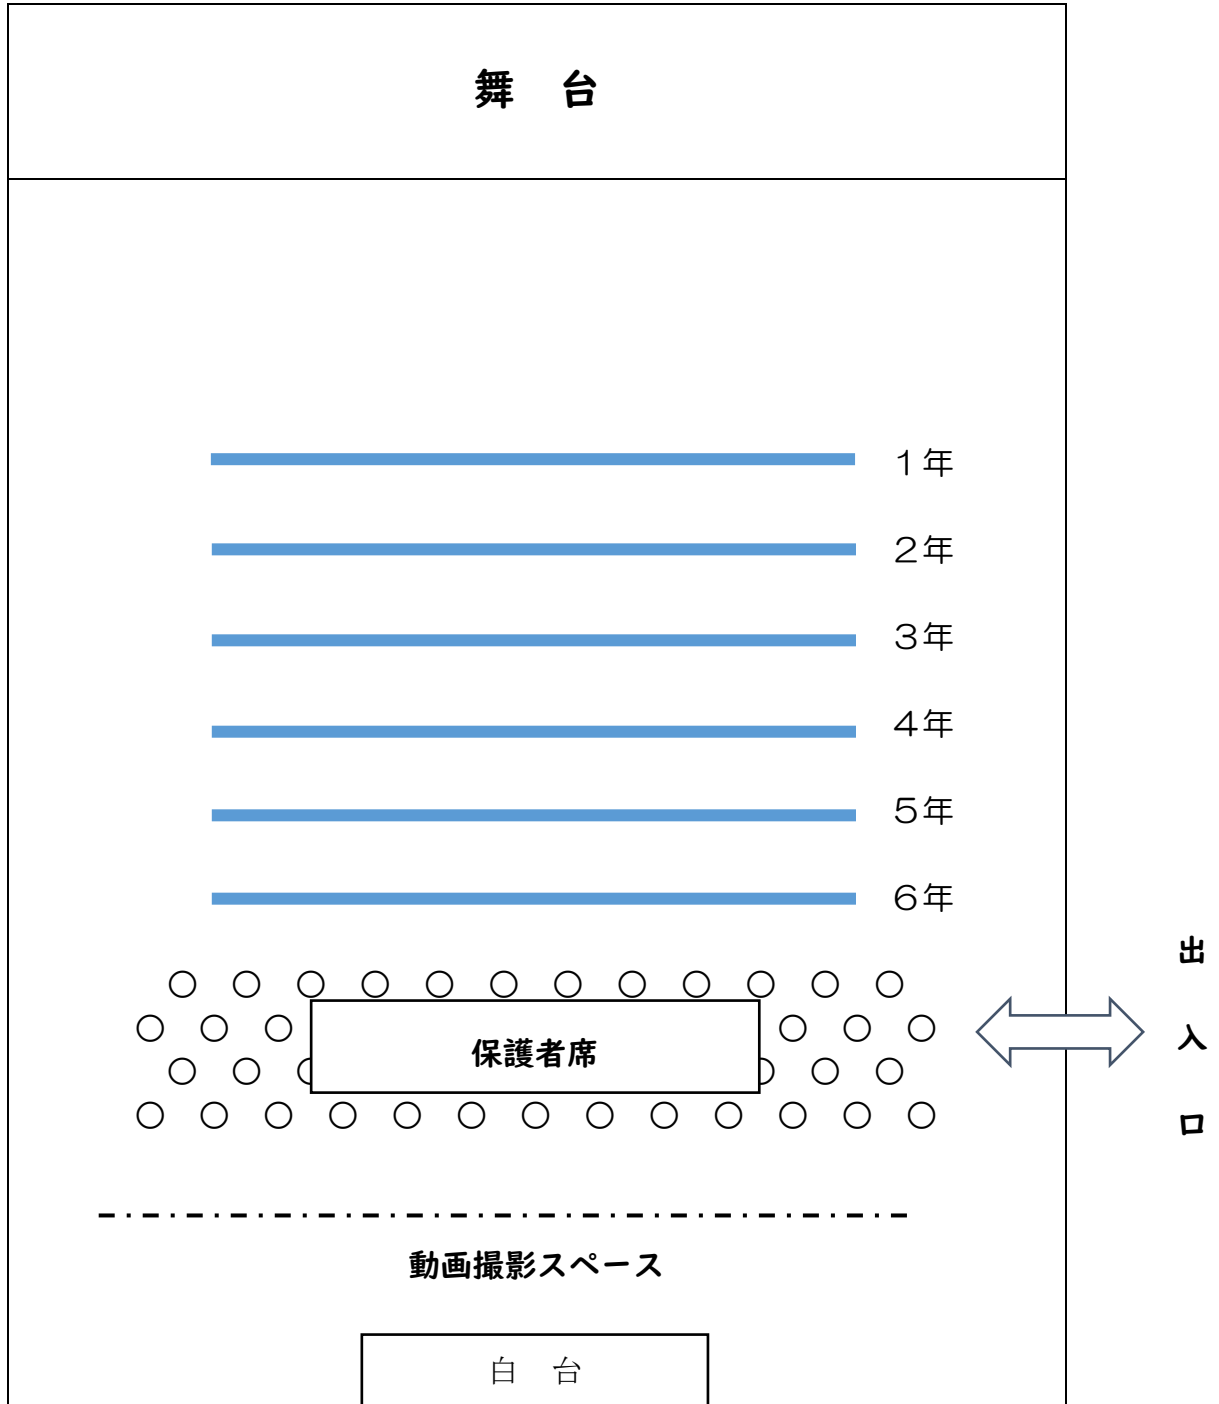 舞　台
１年
２年
３年
４年
５年
６年
保護者席
出入口
動画撮影スペース
白　台